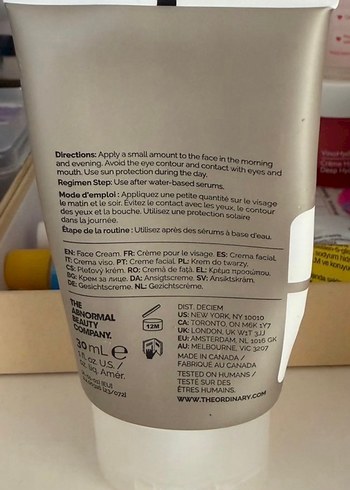 Directions: Apply a small amount to the face in the morning
and evening. Avoid the eye contour and contact with eyes and
mouth. Use sun protection during the day.
Regimen Step: Use after water-based serums.
Mode d'emploi : Appliquez une petite quantité sur le visage
le matin et le soir. Évitez le contact avec les yeux, le contour
des yeux et la bouche. Utilisez une protection solaire
dans la journée.
Étape de la routine : Utilisez après des sérums à base d'eau.
EN: Face Cream. FR: Crème pour le visage. ES: Crema facial.
IT: Crema viso. PT: Creme facial. PL: Krem do twarzy.
CS: Pleťový krém. RO: Cremă de față. EL: Κρέμα προσώπου.
BG: Крем за лице. DA: Ansigtscreme. SV: Ansiktskräm.
DE: Gesichtscreme. NL: Gezichtscrème.
THE
ABNORMAL
BEAUTY
COMPANY.
30 mL e
fl. oz. U.S. /
liq. Amér.
12M
DIST. DECIEM
US: NEW YORK, NY 10010
CA: TORONTO, ON M6K 1Y7
UK: LONDON, UK W1T 3JJ
EU: AMSTERDAM, NL 1016 GK
AU: MELBOURNE, VIC 3207
MADE IN CANADA /
FABRIQUÉ AU CANADA
TESTED ON HUMANS /
TESTÉ SUR DES
ÊTRES HUMAINS.
WWW.THEORDINARY.COM